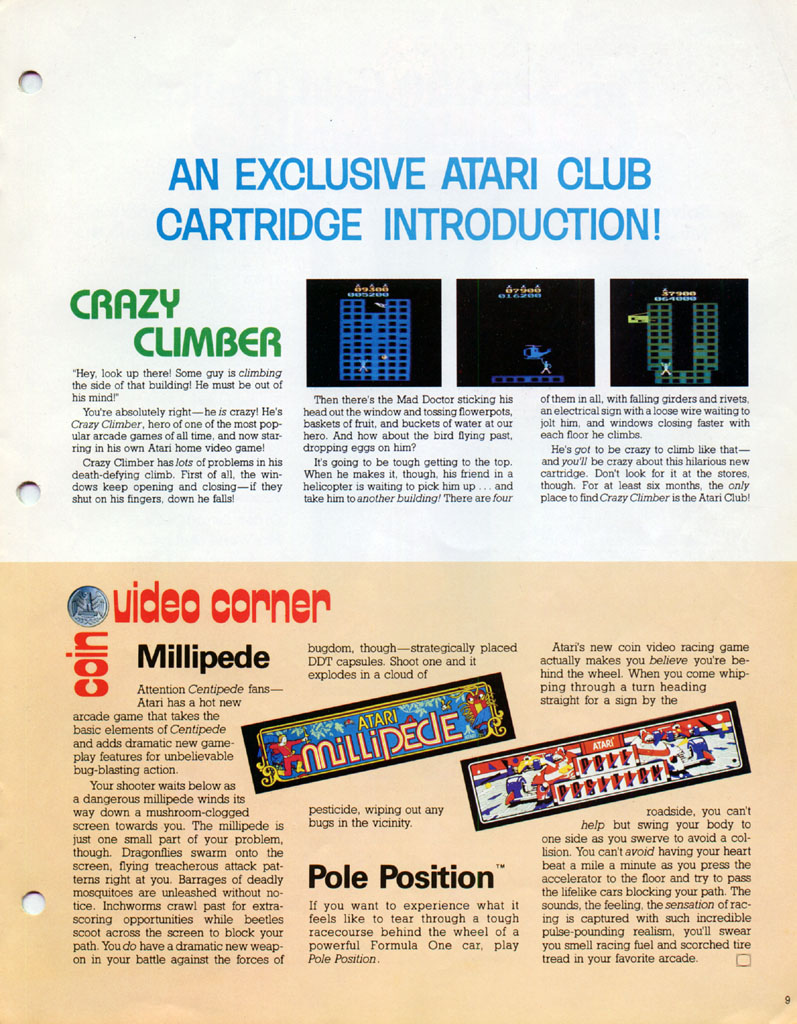 AN EXCLUSIVE ATARI CLUB
CARTRIDGE INTRODUCTION!
CRAZY
CLIMBER
"Hey, look up there! Some guy is climbing
the side of that building! He must be out of
his mind!"
You're absolutely right—he is crazy! He's
Crazy Climber, hero of one of the most pop-
ular arcade games of all time, and now star-
ring in his own Atari home video game!
Crazy Climber has lots of problems in his
death-defying climb. First of all, the win-
dows keep opening and closing—if they
shut on his fingers, down he falls!
09300
005200
07900
016200
37900
064000
Then there's the Mad Doctor sticking his
head out the window and tossing flowerpots,
baskets of fruit, and buckets of water at our
hero. And how about the bird flying past,
dropping eggs on him?
It's going to be tough getting to the top.
When he makes it, though, his friend in a
helicopter is waiting to pick him up . . . and
take him to another building! There are four
of them in all, with falling girders and rivets,
an electrical sign with a loose wire waiting to
jolt him, and windows closing faster with
each floor he climbs.
He's got to be crazy to climb like that—
and you'll be crazy about this hilarious new
cartridge. Don't look for it at the stores,
though. For at least six months, the only
place to find Crazy Climber is the Atari Club!
coin
video corner
Millipede
Attention Centipede fans—
Atari has a hot new
arcade game that takes the
basic elements of Centipede
and adds dramatic new game-
play features for unbelievable
bug-blasting action.
Your shooter waits below as
a dangerous millipede winds its
way down a mushroom-clogged
screen towards you. The millipede is
just one small part of your problem,
though. Dragonflies swarm onto the
screen, flying treacherous attack pat-
terns right at you. Barrages of deadly
mosquitoes are unleashed without no-
tice. Inchworms crawl past for extra-
scoring opportunities while beetles
scoot across the screen to block your
path. You do have a dramatic new weap-
on in your battle against the forces of
bugdom, though—strategically placed
DDT capsules. Shoot one and it
explodes in a cloud of
ATARI
MILLIPEDE
pesticide, wiping out any
bugs in the vicinity.
Pole Position™
If you want to experience what it
feels like to tear through a tough
racecourse behind the wheel of a
powerful Formula One car, play
Pole Position.
Atari's new coin video racing game
actually makes you believe you're be-
hind the wheel. When you come whip-
ping through a turn heading
straight for a sign by the
ATARI
POLE
POSITION
roadside, you can't
help but swing your body to
one side as you swerve to avoid a col-
lision. You can't avoid having your heart
beat a mile a minute as you press the
accelerator to the floor and try to pass
the lifelike cars blocking your path. The
sounds, the feeling, the sensation of rac-
ing is captured with such incredible
pulse-pounding realism, you'll swear
you smell racing fuel and scorched tire
tread in your favorite arcade.
9